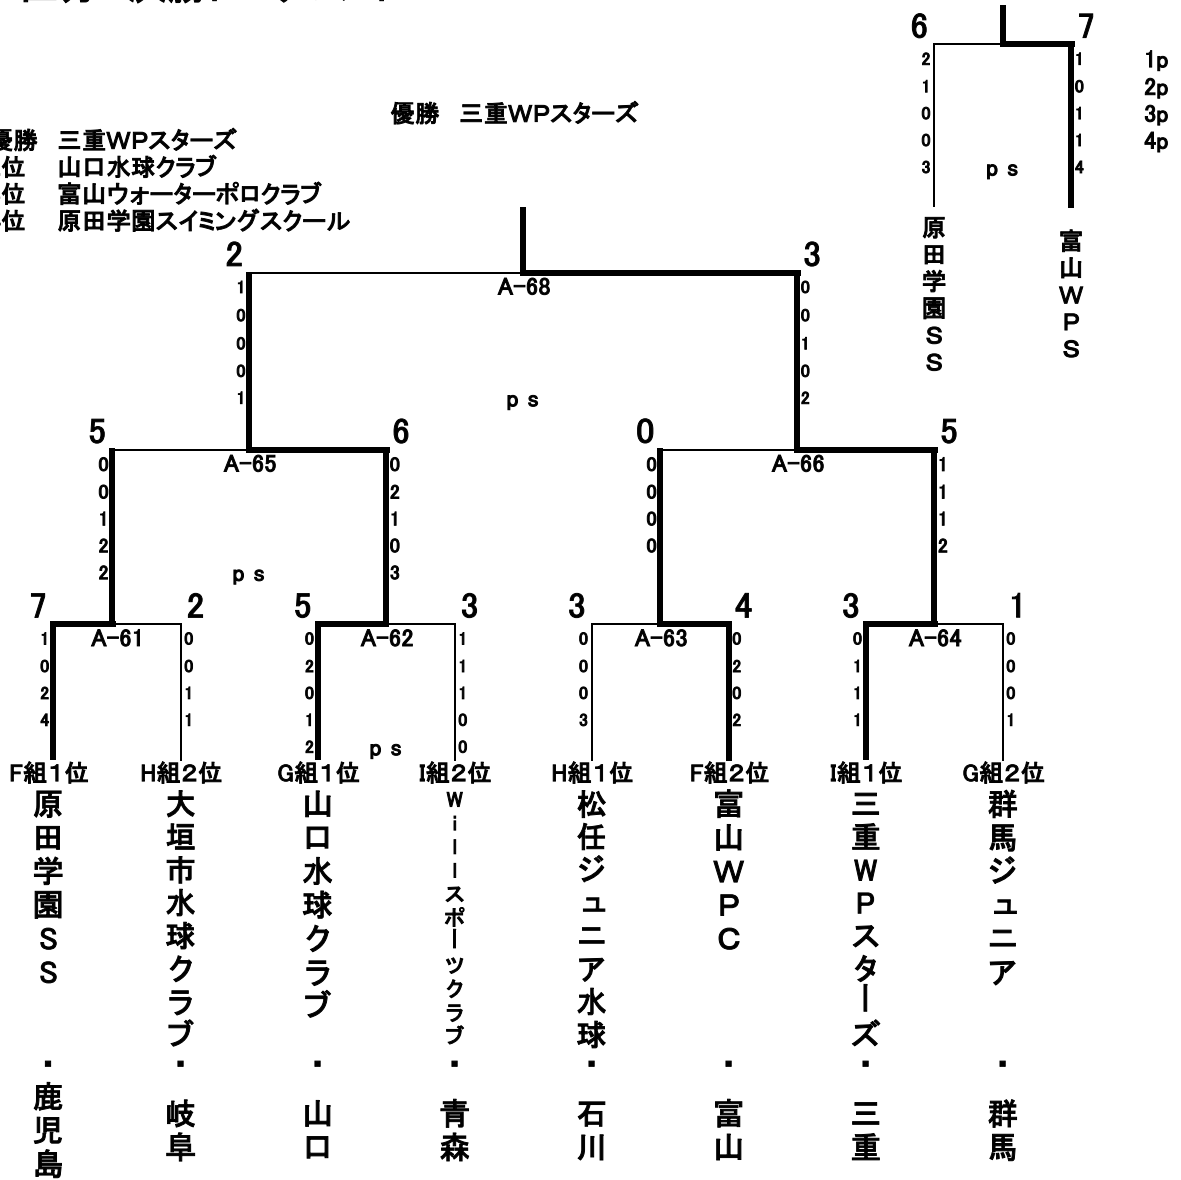 6 7
2 1 1p
1 0 2p
0 1 3p
0 1 4p
3 ps 4
原田学園SS
富山WPS
優勝 三重WPスターズ
優勝 三重WPスターズ
位 山口水球クラブ
位 富山ウォーターポロクラブ
位 原田学園スイミングスクール
2 3
A-68
1 0
0 0
0 1
0 0
1 ps 2
5 6
A-65
0 0
0 2
1 1
2 0
2 ps 3
0 5
A-66
0 1
0 1
0 1
0 2
7 2
A-61
1 0
0 0
2 1
4 1
5 3
A-62
0 1
2 1
0 1
1 0
2 ps 0
3 4
A-63
0 0
0 2
0 0
3 2
3 1
A-64
0 0
1 0
1 0
1 1
F組1位
原田学園SS ・ 鹿児島
H組2位
大垣市水球クラブ ・ 岐阜
G組1位
山口水球クラブ ・ 山口
I組2位
Willースポーツクラブ ・ 青森
H組1位
松任ジュニア水球 ・ 石川
F組2位
富山WPC ・ 富山
I組1位
三重WPスターズ ・ 三重
G組2位
群馬ジュニア ・ 群馬